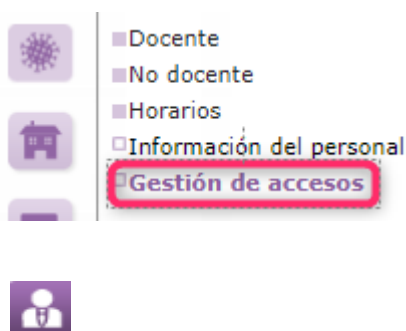 Docente
No docente
Horarios
Información del personal
Gestión de accesos